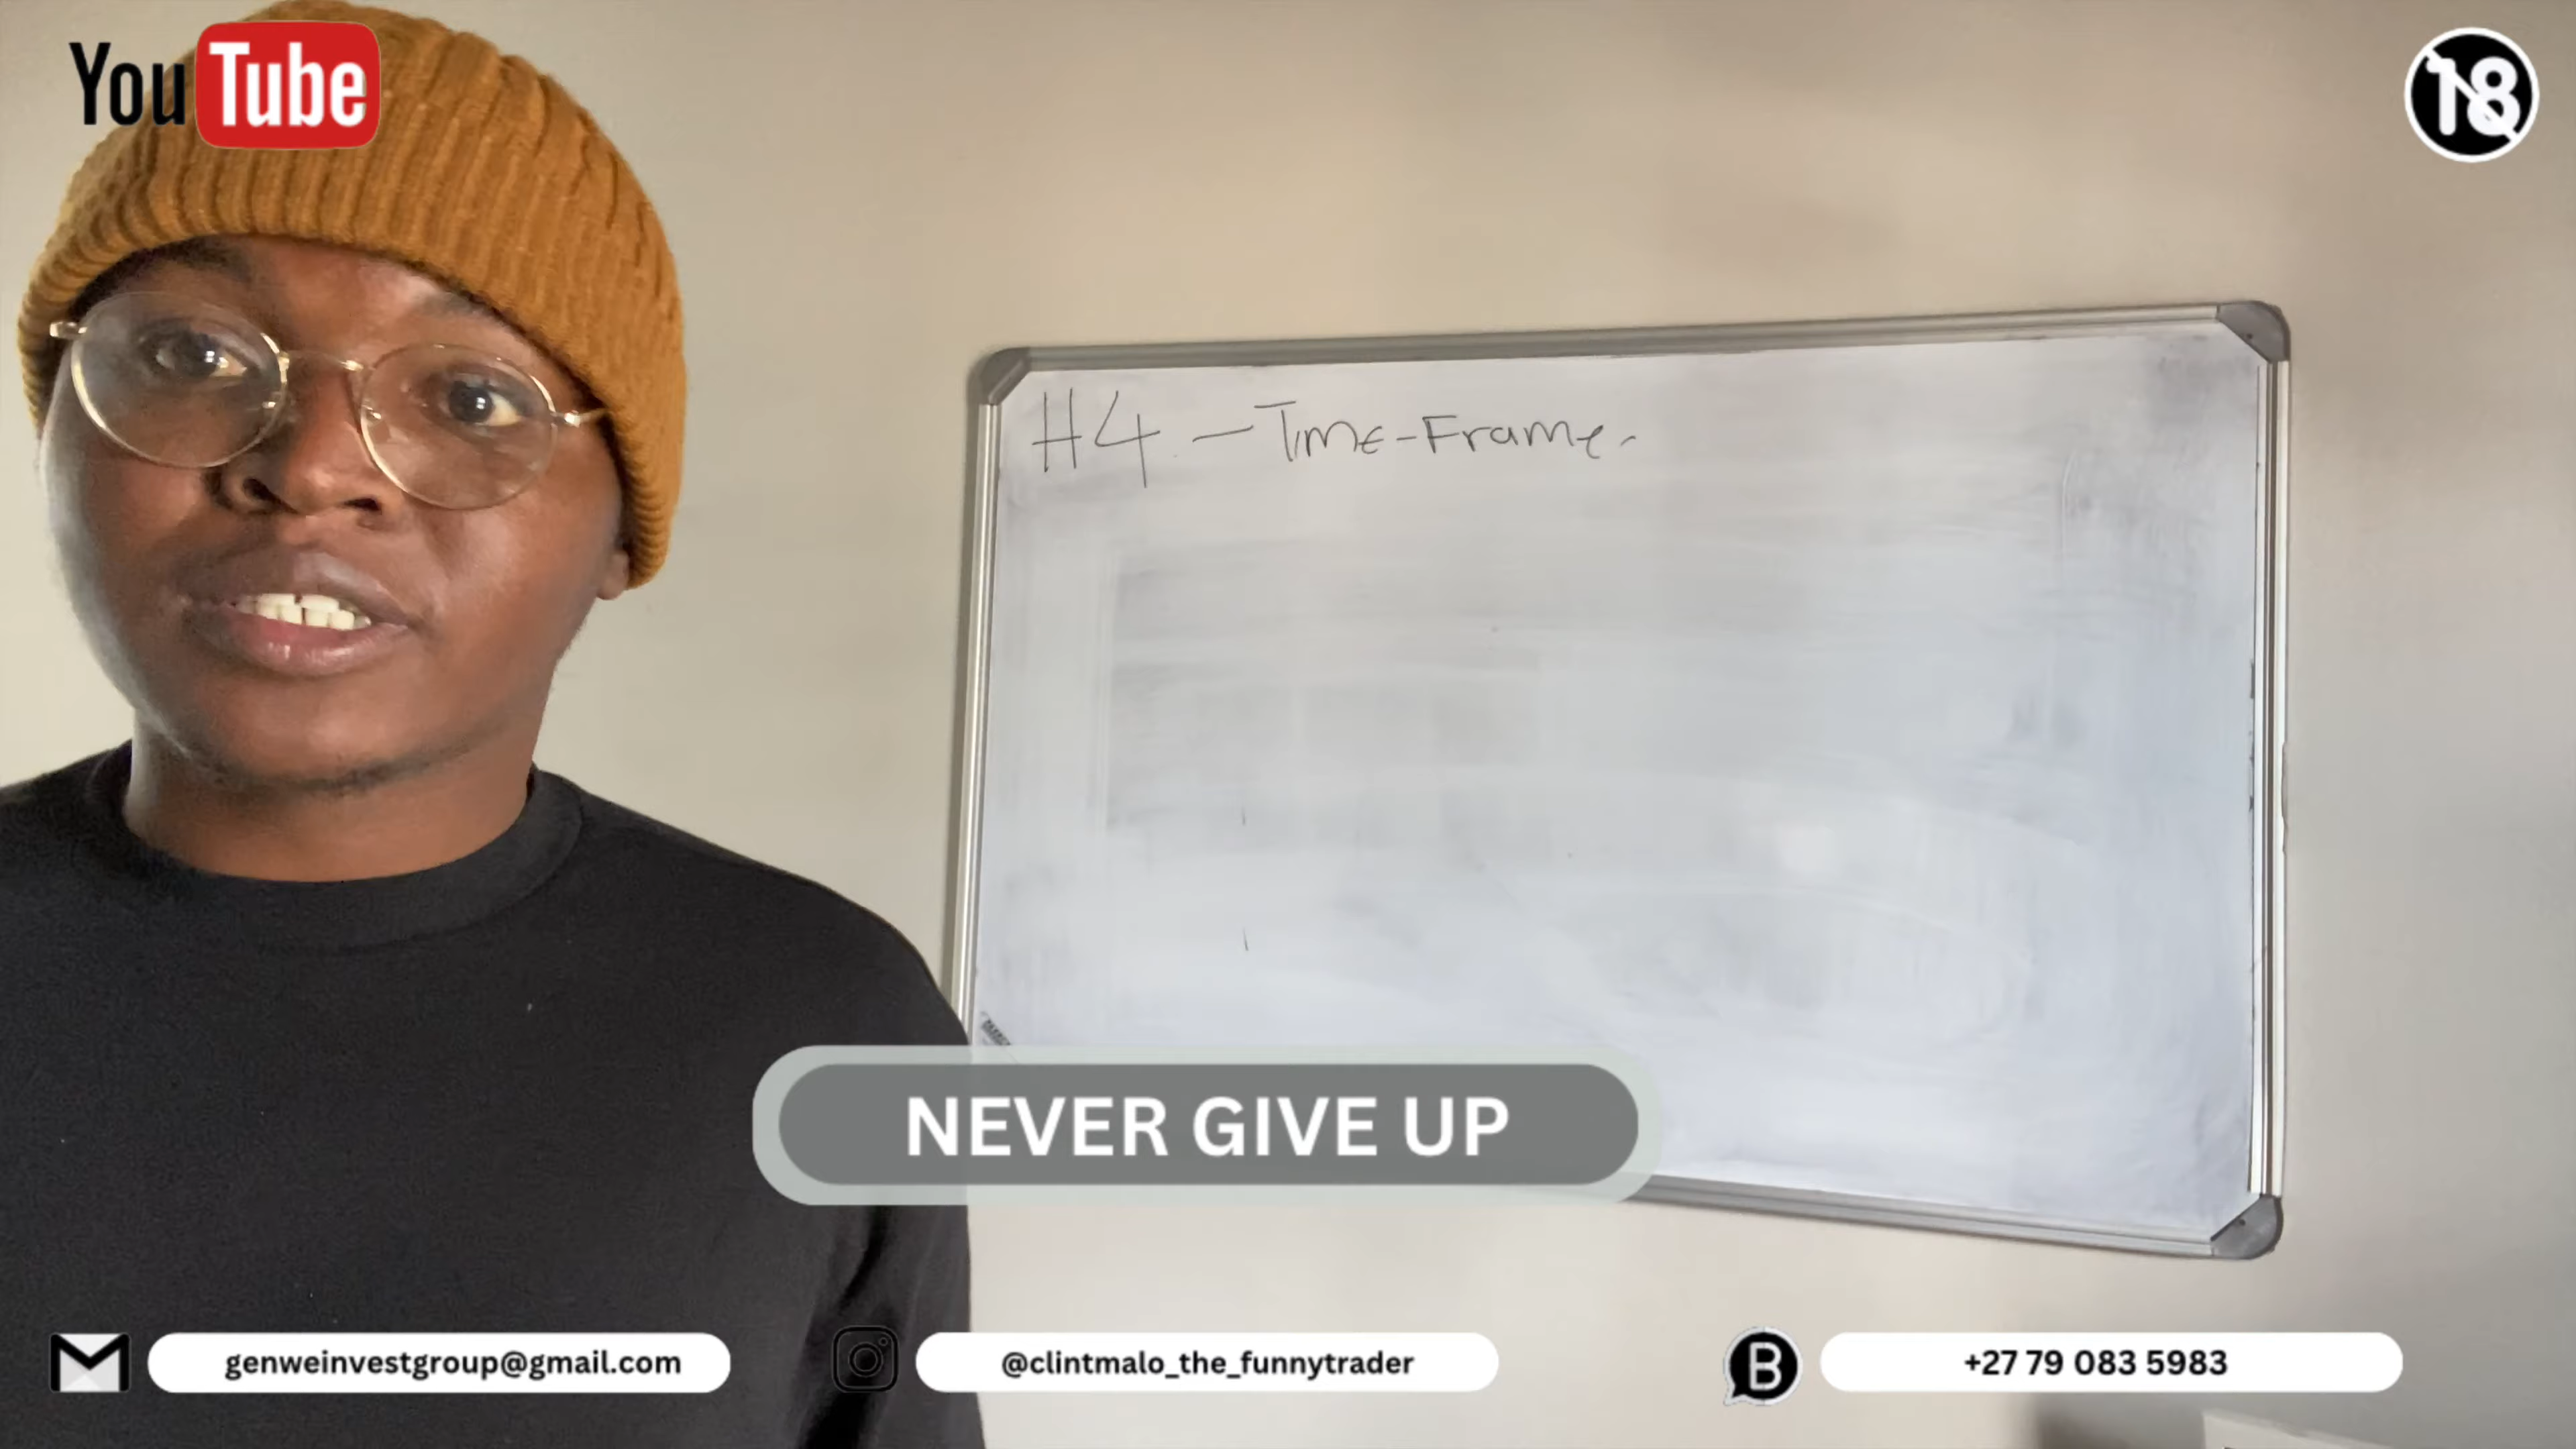 YouTube
18
H4 - Time-Frame.
NEVER GIVE UP
genweinvestgroup@gmail.com
@clintmalo_the_funnytrader
+27 79 083 5983